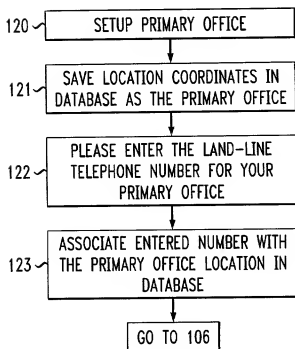 120 SETUP PRIMARY OFFICE
121 SAVE LOCATION COORDINATES IN
DATABASE AS THE PRIMARY OFFICE
PLEASE ENTER THE LAND-LINE
122 TELEPHONE NUMBER FOR YOUR
PRIMARY OFFICE
ASSOCIATE ENTERED NUMBER WITH
123 THE PRIMARY OFFICE LOCATION IN
DATABASE
GO TO 106